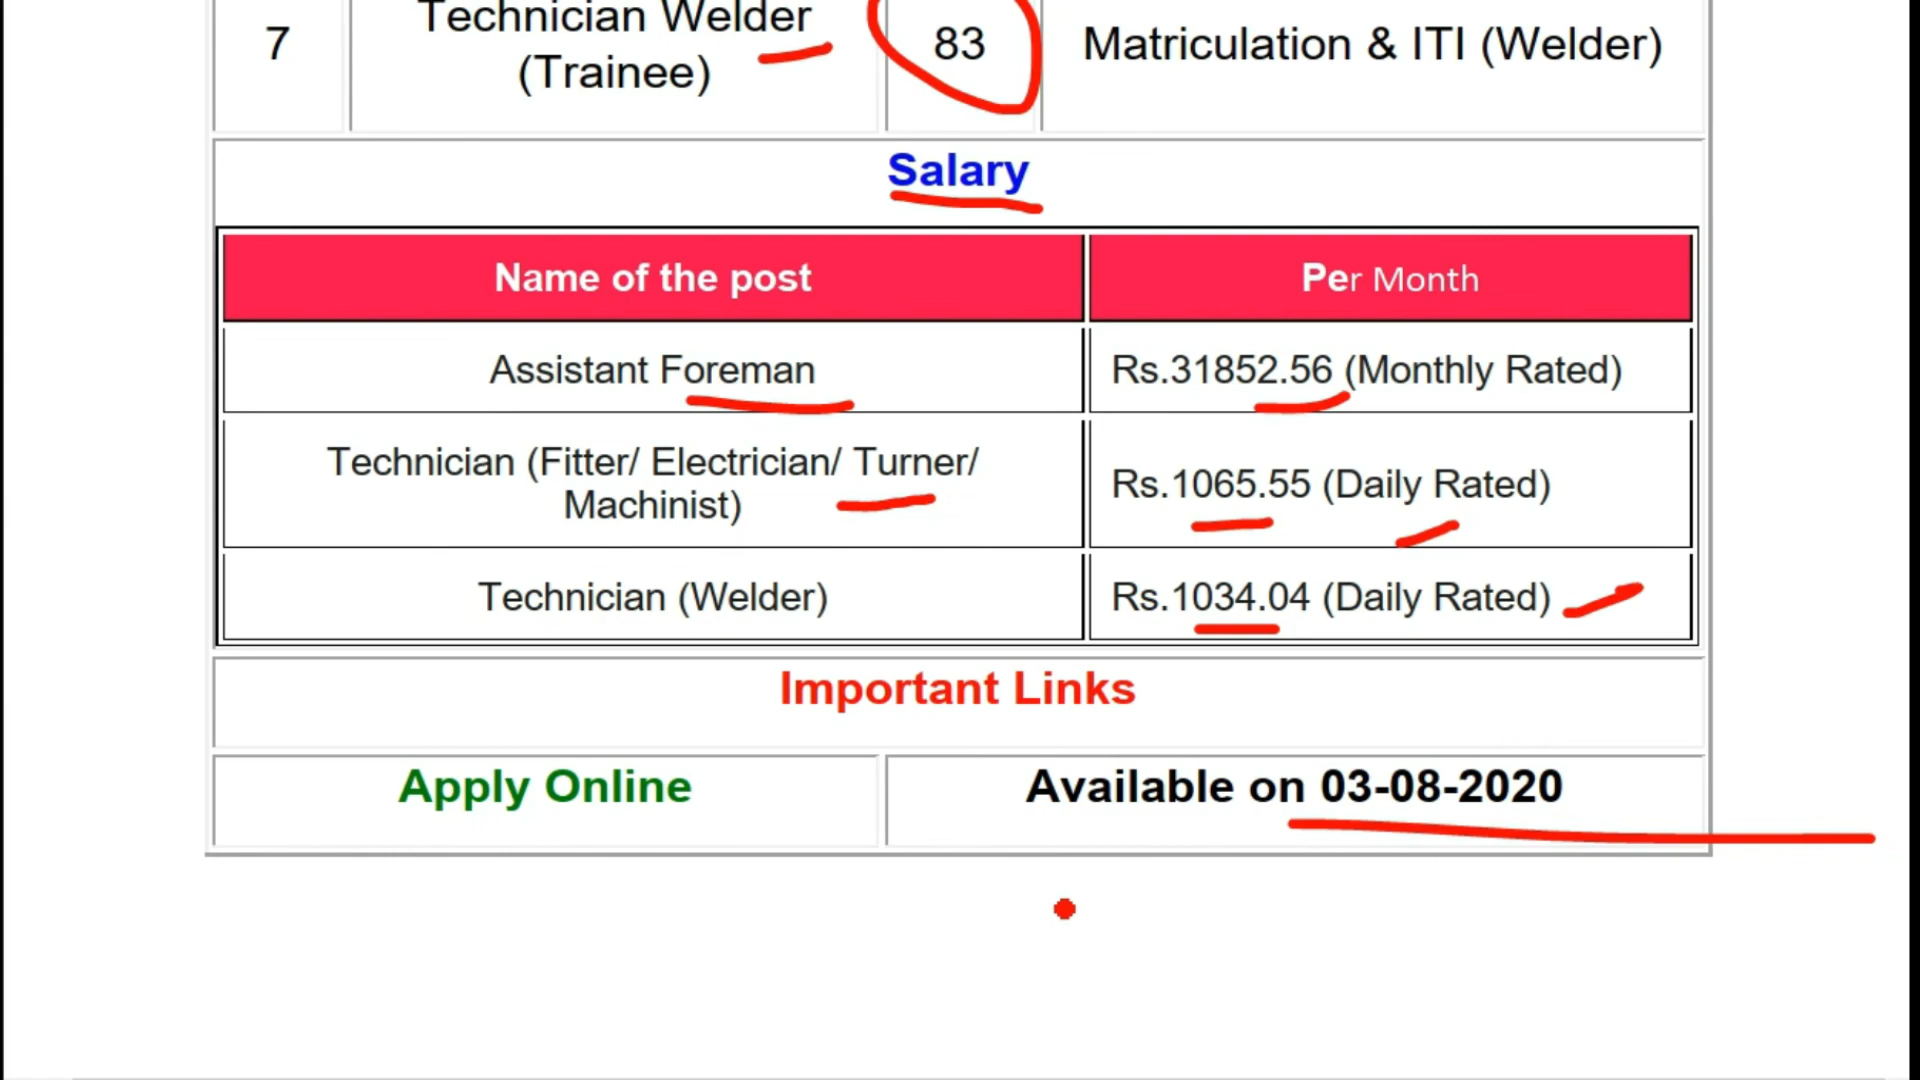 7
Technician Welder
(Trainee)
83
Matriculation & ITI (Welder)
Salary
Name of the post
Per Month
Assistant Foreman
Rs.31852.56 (Monthly Rated)
Technician (Fitter/ Electrician/ Turner/
Machinist)
Rs.1065.55 (Daily Rated)
Technician (Welder)
Rs.1034.04 (Daily Rated)
Important Links
Apply Online
Available on 03-08-2020